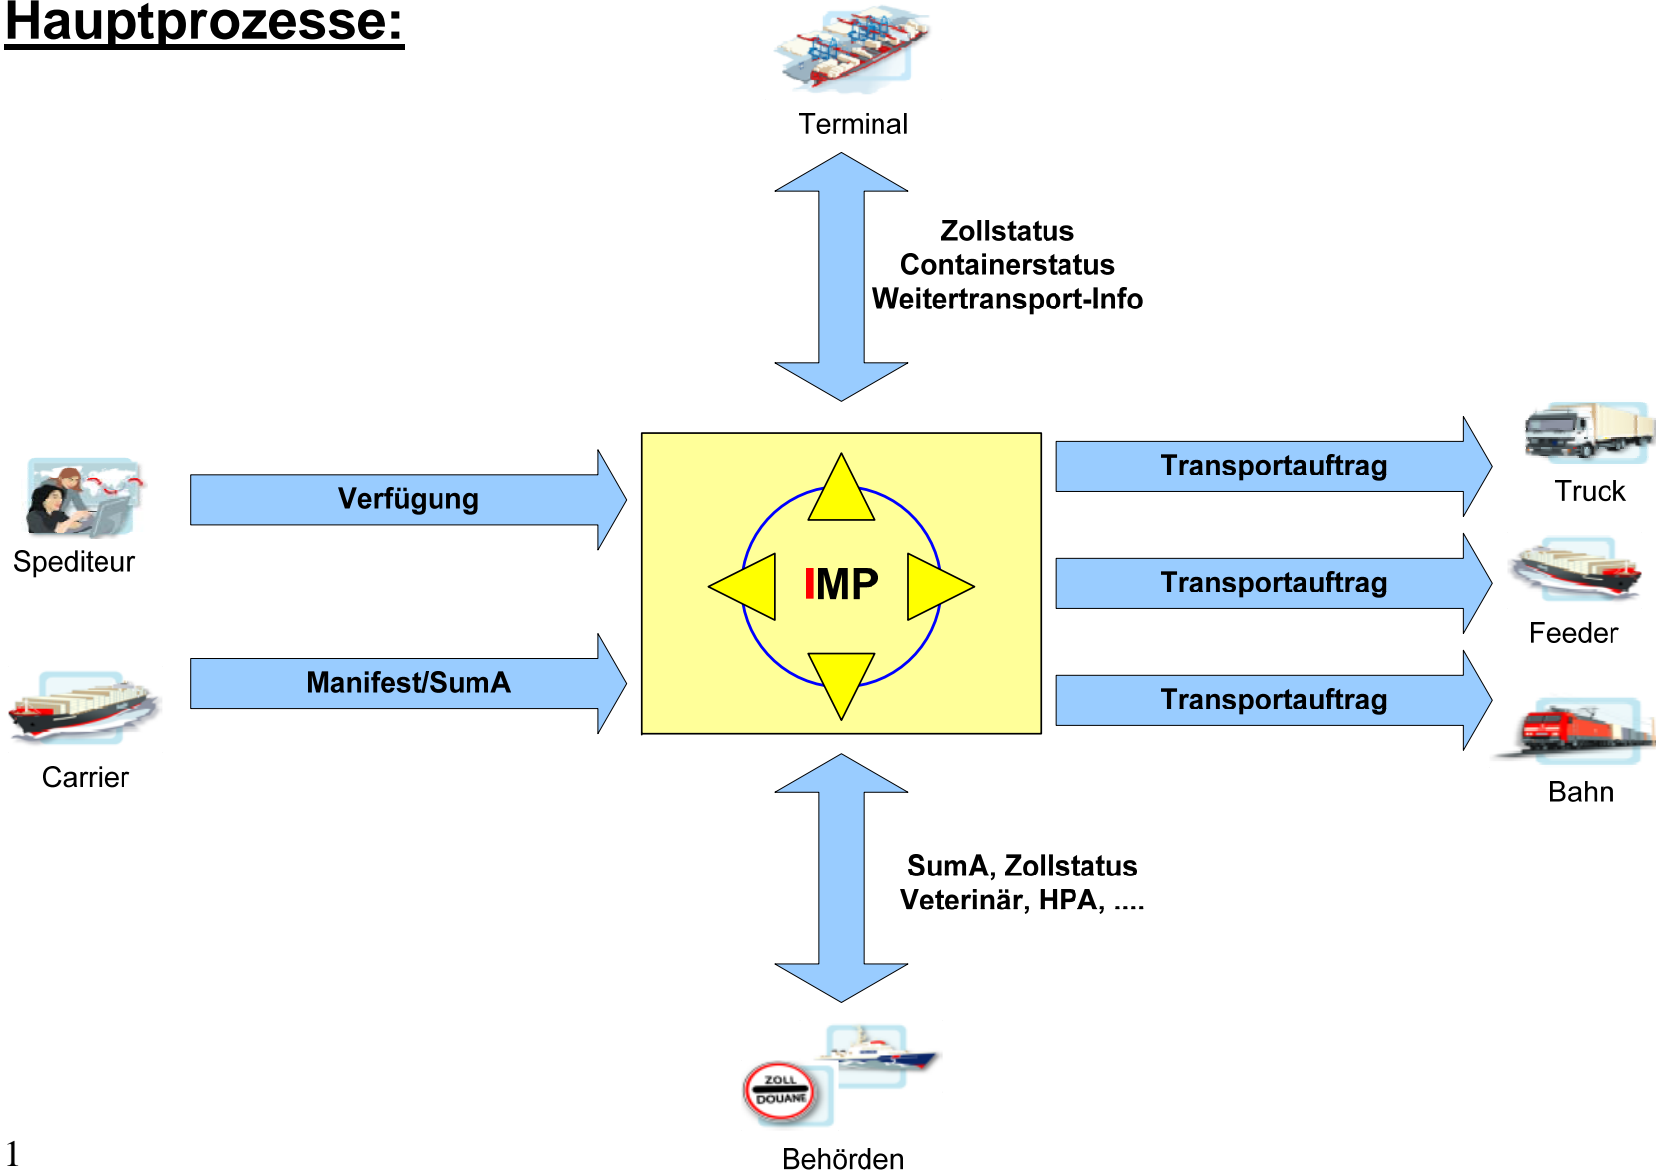 Hauptprozesse:
Terminal
Zollstatus
Containerstatus
Weitertransport-Info
Verfügung
Spediteur
Manifest/SumA
Carrier
IMP
Transportauftrag
Truck
Transportauftrag
Feeder
Transportauftrag
Bahn
SumA, Zollstatus
Veterinär, HPA, ....
ZOLL
DOUANE
Behörden
1